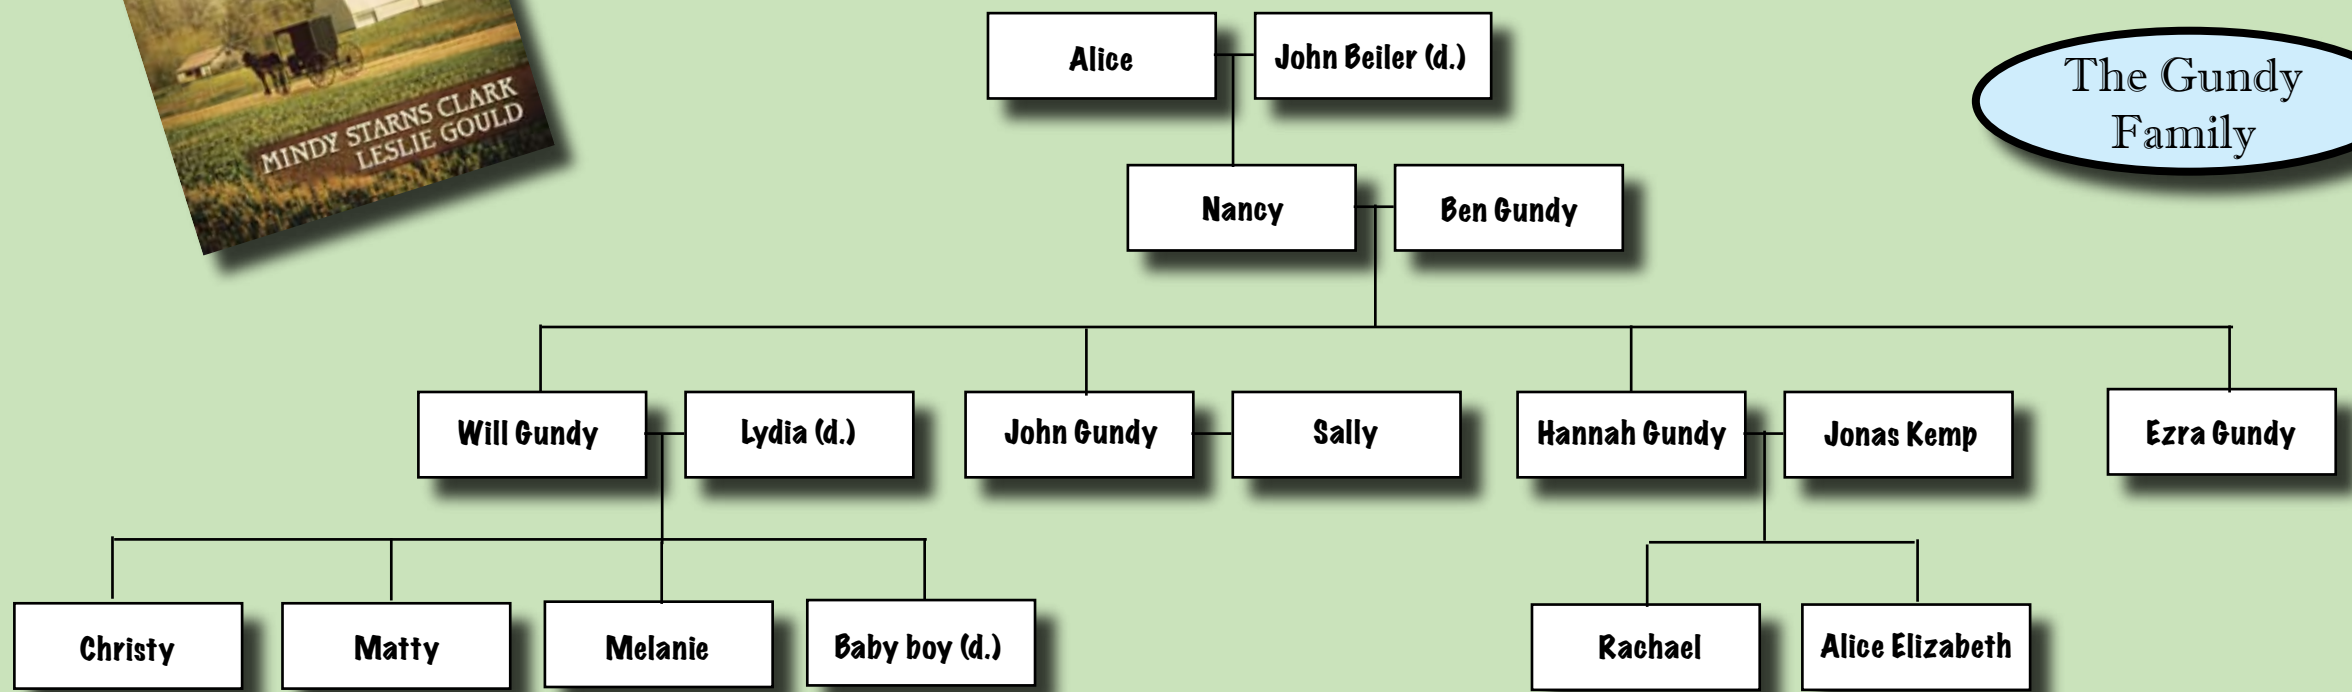 MINDY STARNS CLARK
LESLIE GOULD
Alice
John Beiler (d.)
The Gundy
Family
Nancy
Ben Gundy
Will Gundy
Lydia (d.)
John Gundy
Sally
Hannah Gundy
Jonas Kemp
Ezra Gundy
Christy
Matty
Melanie
Baby boy (d.)
Rachael
Alice Elizabeth